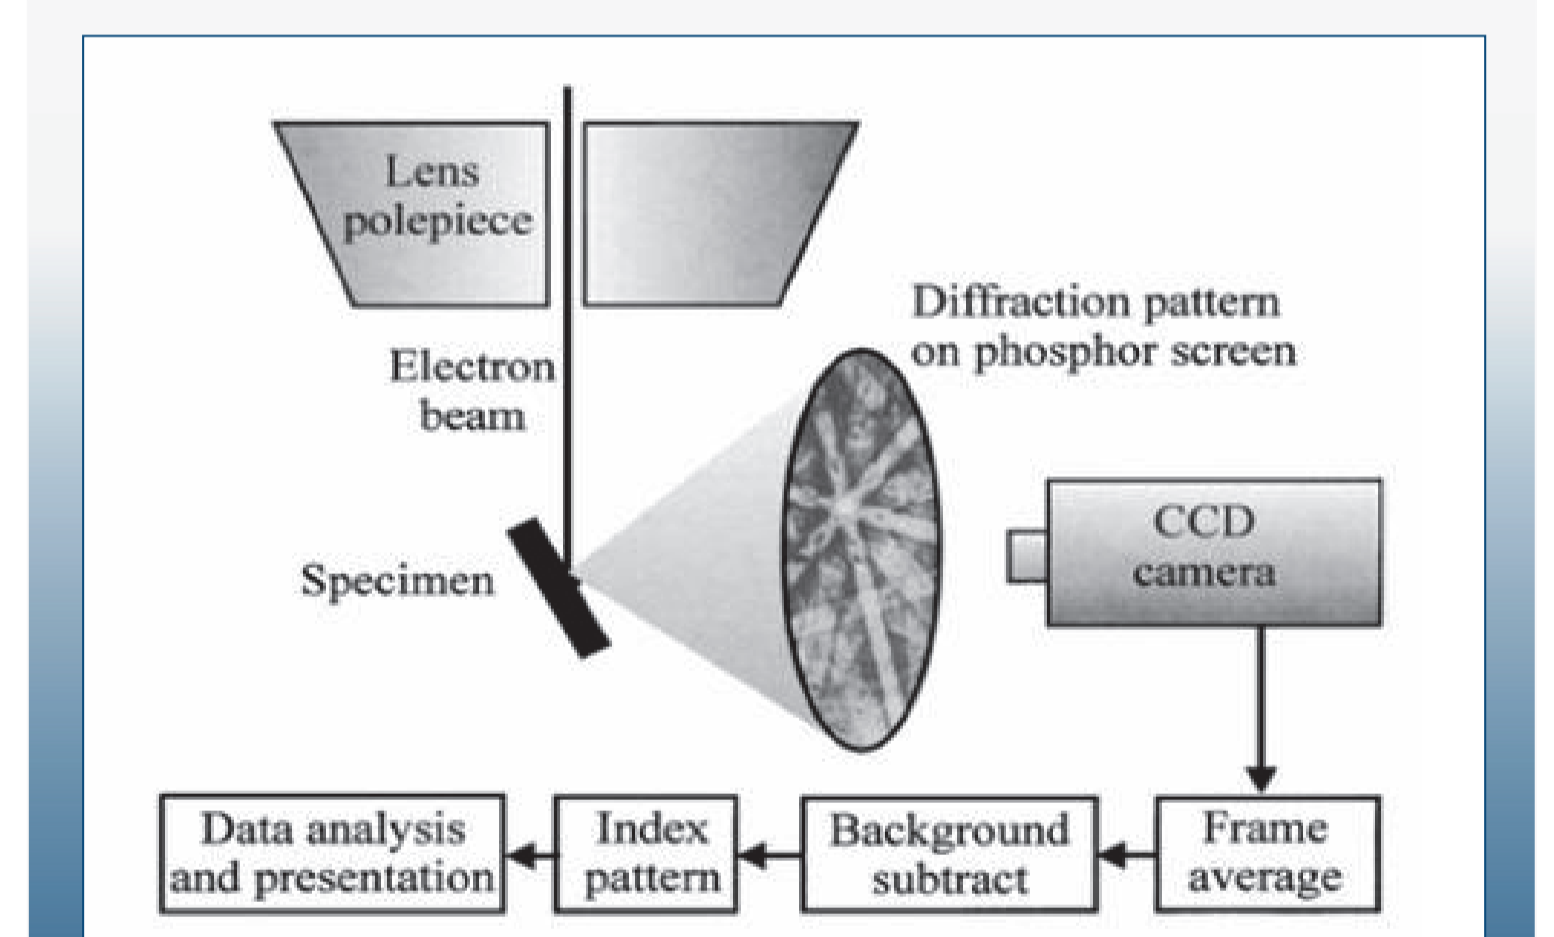 Lens
polepiece
Diffraction pattern
on phosphor screen
Electron
beam
CCD
camera
Specimen
Data analysis
and presentation
Index
pattern
Background
subtract
Frame
average